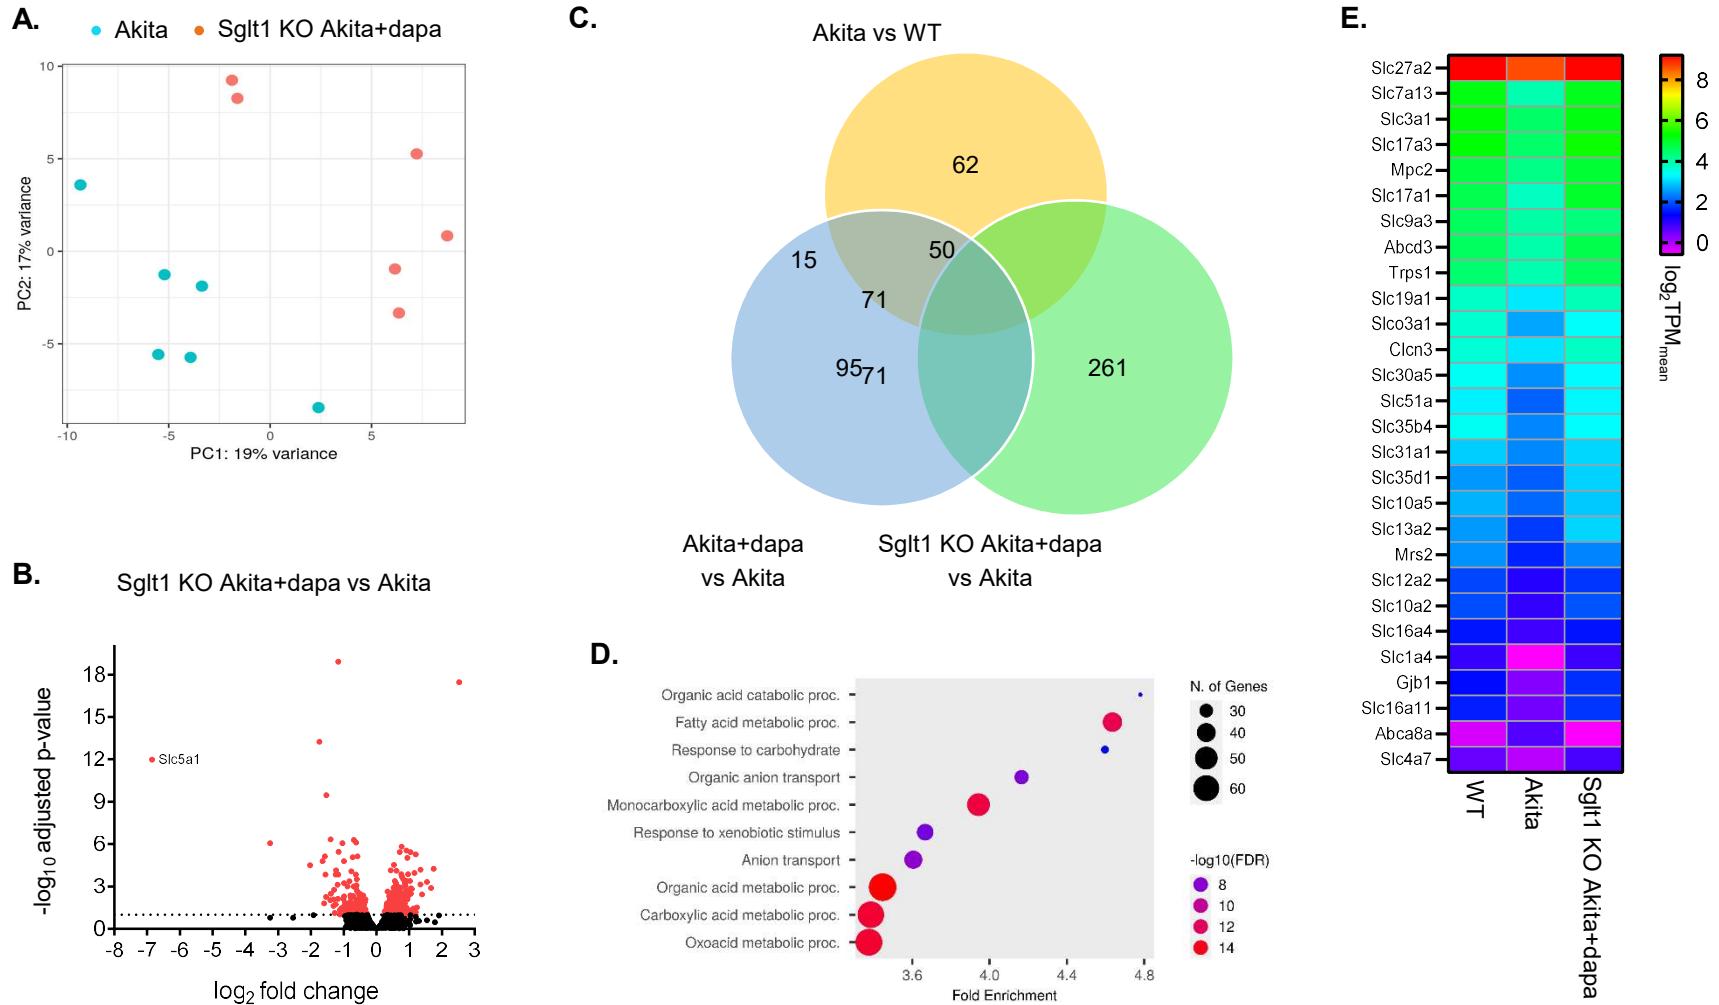 A.
Akita
Sglt1 KO Akita+dapa
10
5
0
-5
-10
-5
0
5
PC2: 17% variance
PC1: 19% variance
B.
Sglt1 KO Akita+dapa vs Akita
18
15
12
9
6
3
0
Slc5a1
-8 -7 -6 -5 -4 -3 -2 -1 0 1 2 3
-log10 adjusted p-value
log2 fold change
C.
Akita vs WT
62
15
50
71
95
71
261
Akita+dapa
vs Akita
Sglt1 KO Akita+dapa
vs Akita
D.
Organic acid catabolic proc.
Fatty acid metabolic proc.
Response to carbohydrate
Organic anion transport
Monocarboxylic acid metabolic proc.
Response to xenobiotic stimulus
Anion transport
Organic acid metabolic proc.
Carboxylic acid metabolic proc.
Oxoacid metabolic proc.
3.6 4.0 4.4 4.8
Fold Enrichment
N. of Genes
30
40
50
60
-log10(FDR)
8
10
12
14
E.
Slc27a2
Slc7a13
Slc3a1
Slc17a3
Mpc2
Slc17a1
Slc9a3
Abcd3
Trps1
Slc19a1
Slco3a1
Clcn3
Slc30a5
Slc51a
Slc35b4
Slc31a1
Slc35d1
Slc10a5
Slc13a2
Mrs2
Slc12a2
Slc10a2
Slc16a4
Slc1a4
Gjb1
Slc16a11
Abca8a
Slc4a7
WT
Akita
Sglt1 KO Akita+dapa
8
6
4
2
0
log2TPMmean